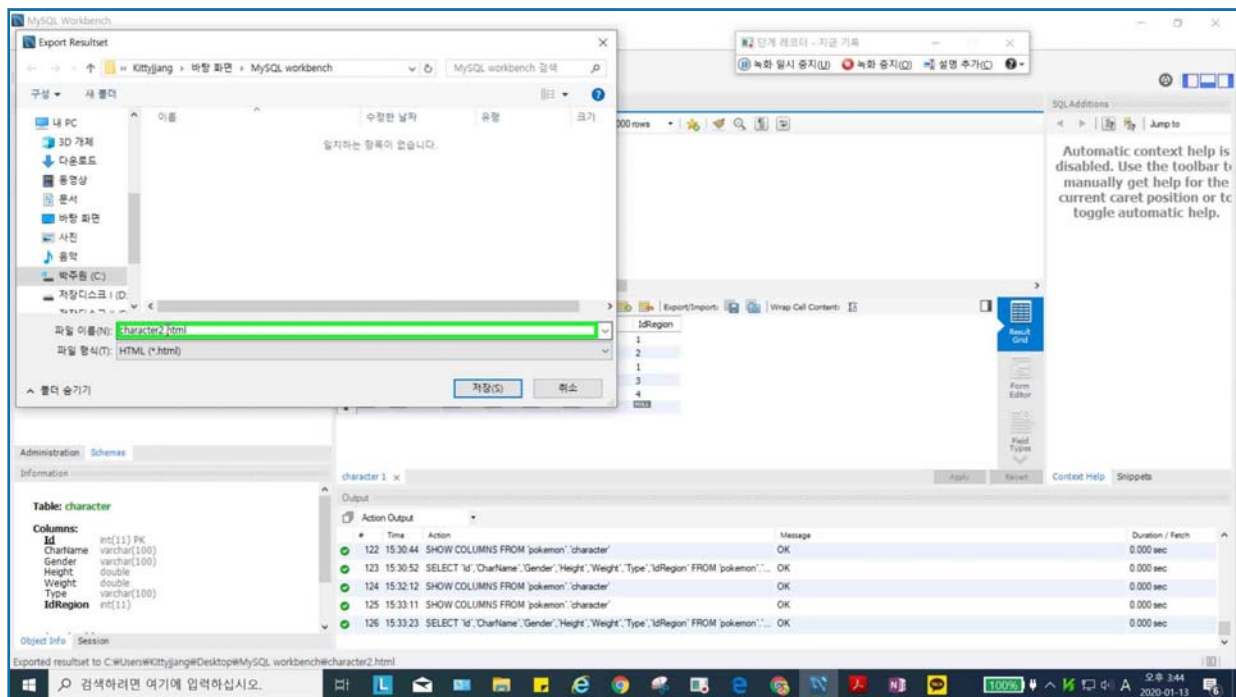 MySQL Workbench
Export Resultset
« Kittyjjang › 바탕 화면 › MySQL workbench
MySQL workbench 검색
구성
새 폴더
이름
수정한 날짜
유형
크기
일치하는 항목이 없습니다.
내 PC
3D 개체
다운로드
동영상
문서
바탕 화면
사진
음악
박주원 (C:)
저장디스크 I (D:
파일 이름(N): character2.html
파일 형식(T): HTML (*.html)
폴더 숨기기
저장(S)
취소
단계 레코더 - 지금 기록
녹화 일시 중지(U)
녹화 중지(O)
설명 추가(C)
000 rows
SQLAdditions
Jump to
Automatic context help is
disabled. Use the toolbar to
manually get help for the
current caret position or to
toggle automatic help.
Export/Import:
Wrap Cell Content:
IdRegion
1
2
1
3
4
NULL
Result
Grid
Form
Editor
Field
Types
Administration
Schemas
Information
character 1
Apply
Revert
Context Help
Snippets
Table: character
Columns:
Id int(11) PK
CharName varchar(100)
Gender varchar(100)
Height double
Weight double
Type varchar(100)
IdRegion int(11)
Object Info
Session
Output
Action Output
# Time Action Message Duration / Fetch
122 15:30:44 SHOW COLUMNS FROM `pokemon`.`character` OK 0.000 sec
123 15:30:52 SELECT `Id`,`CharName`,`Gender`,`Height`,`Weight`,`Type`,`IdRegion` FROM `pokemon`.`... OK 0.000 sec
124 15:32:12 SHOW COLUMNS FROM `pokemon`.`character` OK 0.000 sec
125 15:33:11 SHOW COLUMNS FROM `pokemon`.`character` OK 0.000 sec
126 15:33:23 SELECT `Id`,`CharName`,`Gender`,`Height`,`Weight`,`Type`,`IdRegion` FROM `pokemon`.`... OK 0.000 sec
Exported resultset to C:₩Users₩Kittyjjang₩Desktop₩MySQL workbench₩character2.html
검색하려면 여기에 입력하십시오.
100%
A
오후 3:44
2020-01-13